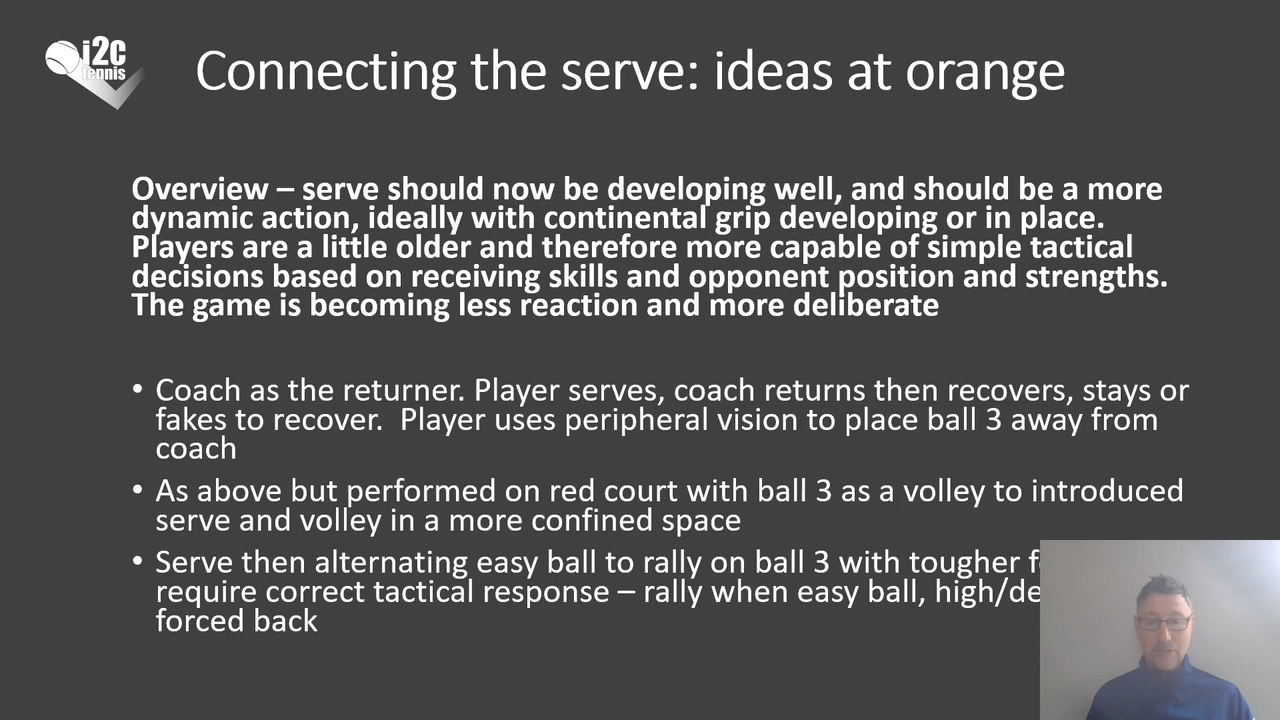 i2c
tennis
Connecting the serve: ideas at orange
Overview – serve should now be developing well, and should be a more
dynamic action, ideally with continental grip developing or in place.
Players are a little older and therefore more capable of simple tactical
decisions based on receiving skills and opponent position and strengths.
The game is becoming less reaction and more deliberate
• Coach as the returner. Player serves, coach returns then recovers, stays or
fakes to recover.  Player uses peripheral vision to place ball 3 away from
coach
• As above but performed on red court with ball 3 as a volley to introduced
serve and volley in a more confined space
• Serve then alternating easy ball to rally on ball 3 with tougher
require correct tactical response – rally when easy ball, high/
forced back